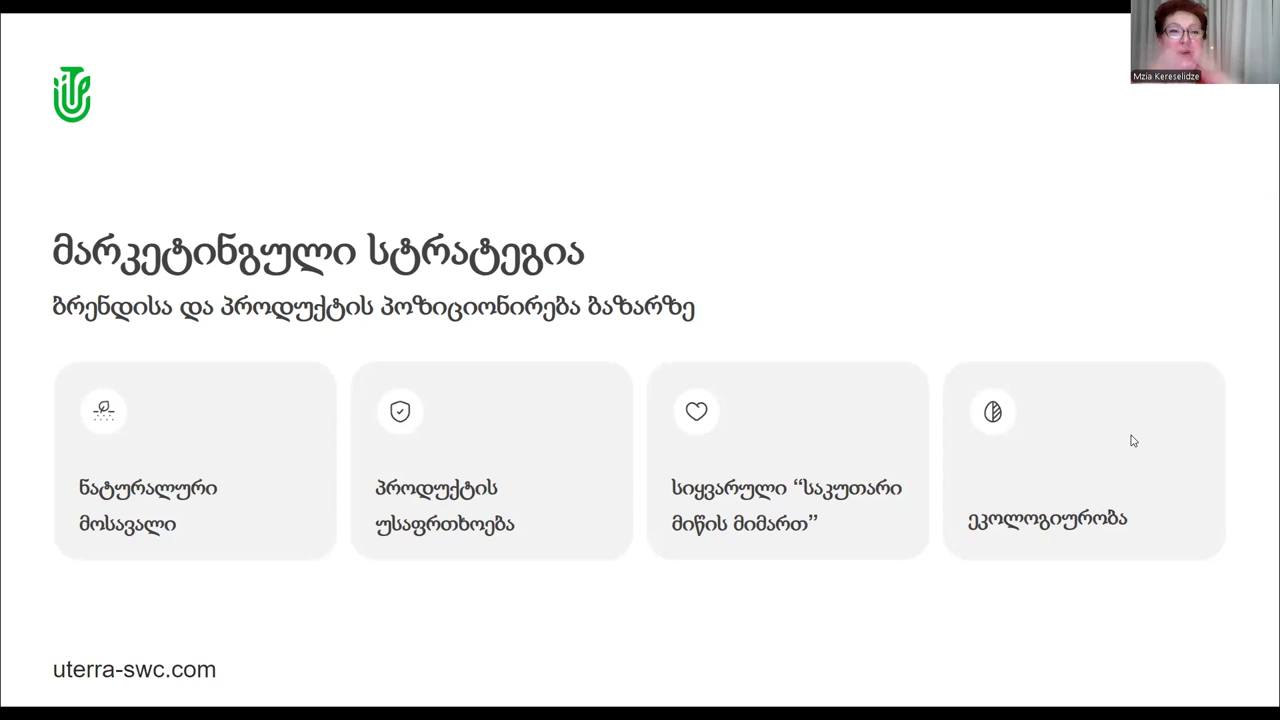 Mzia Kereselidze
მარკეტინგული სტრატეგია
ბრენდისა და პროდუქტის პოზიციონირება ბაზარზე
ნატურალური
მოსავალი
პროდუქტის
უსაფრთხოება
სიყვარული “საკუთარი
მიწის მიმართ”
ეკოლოგიურობა
uterra-swc.com